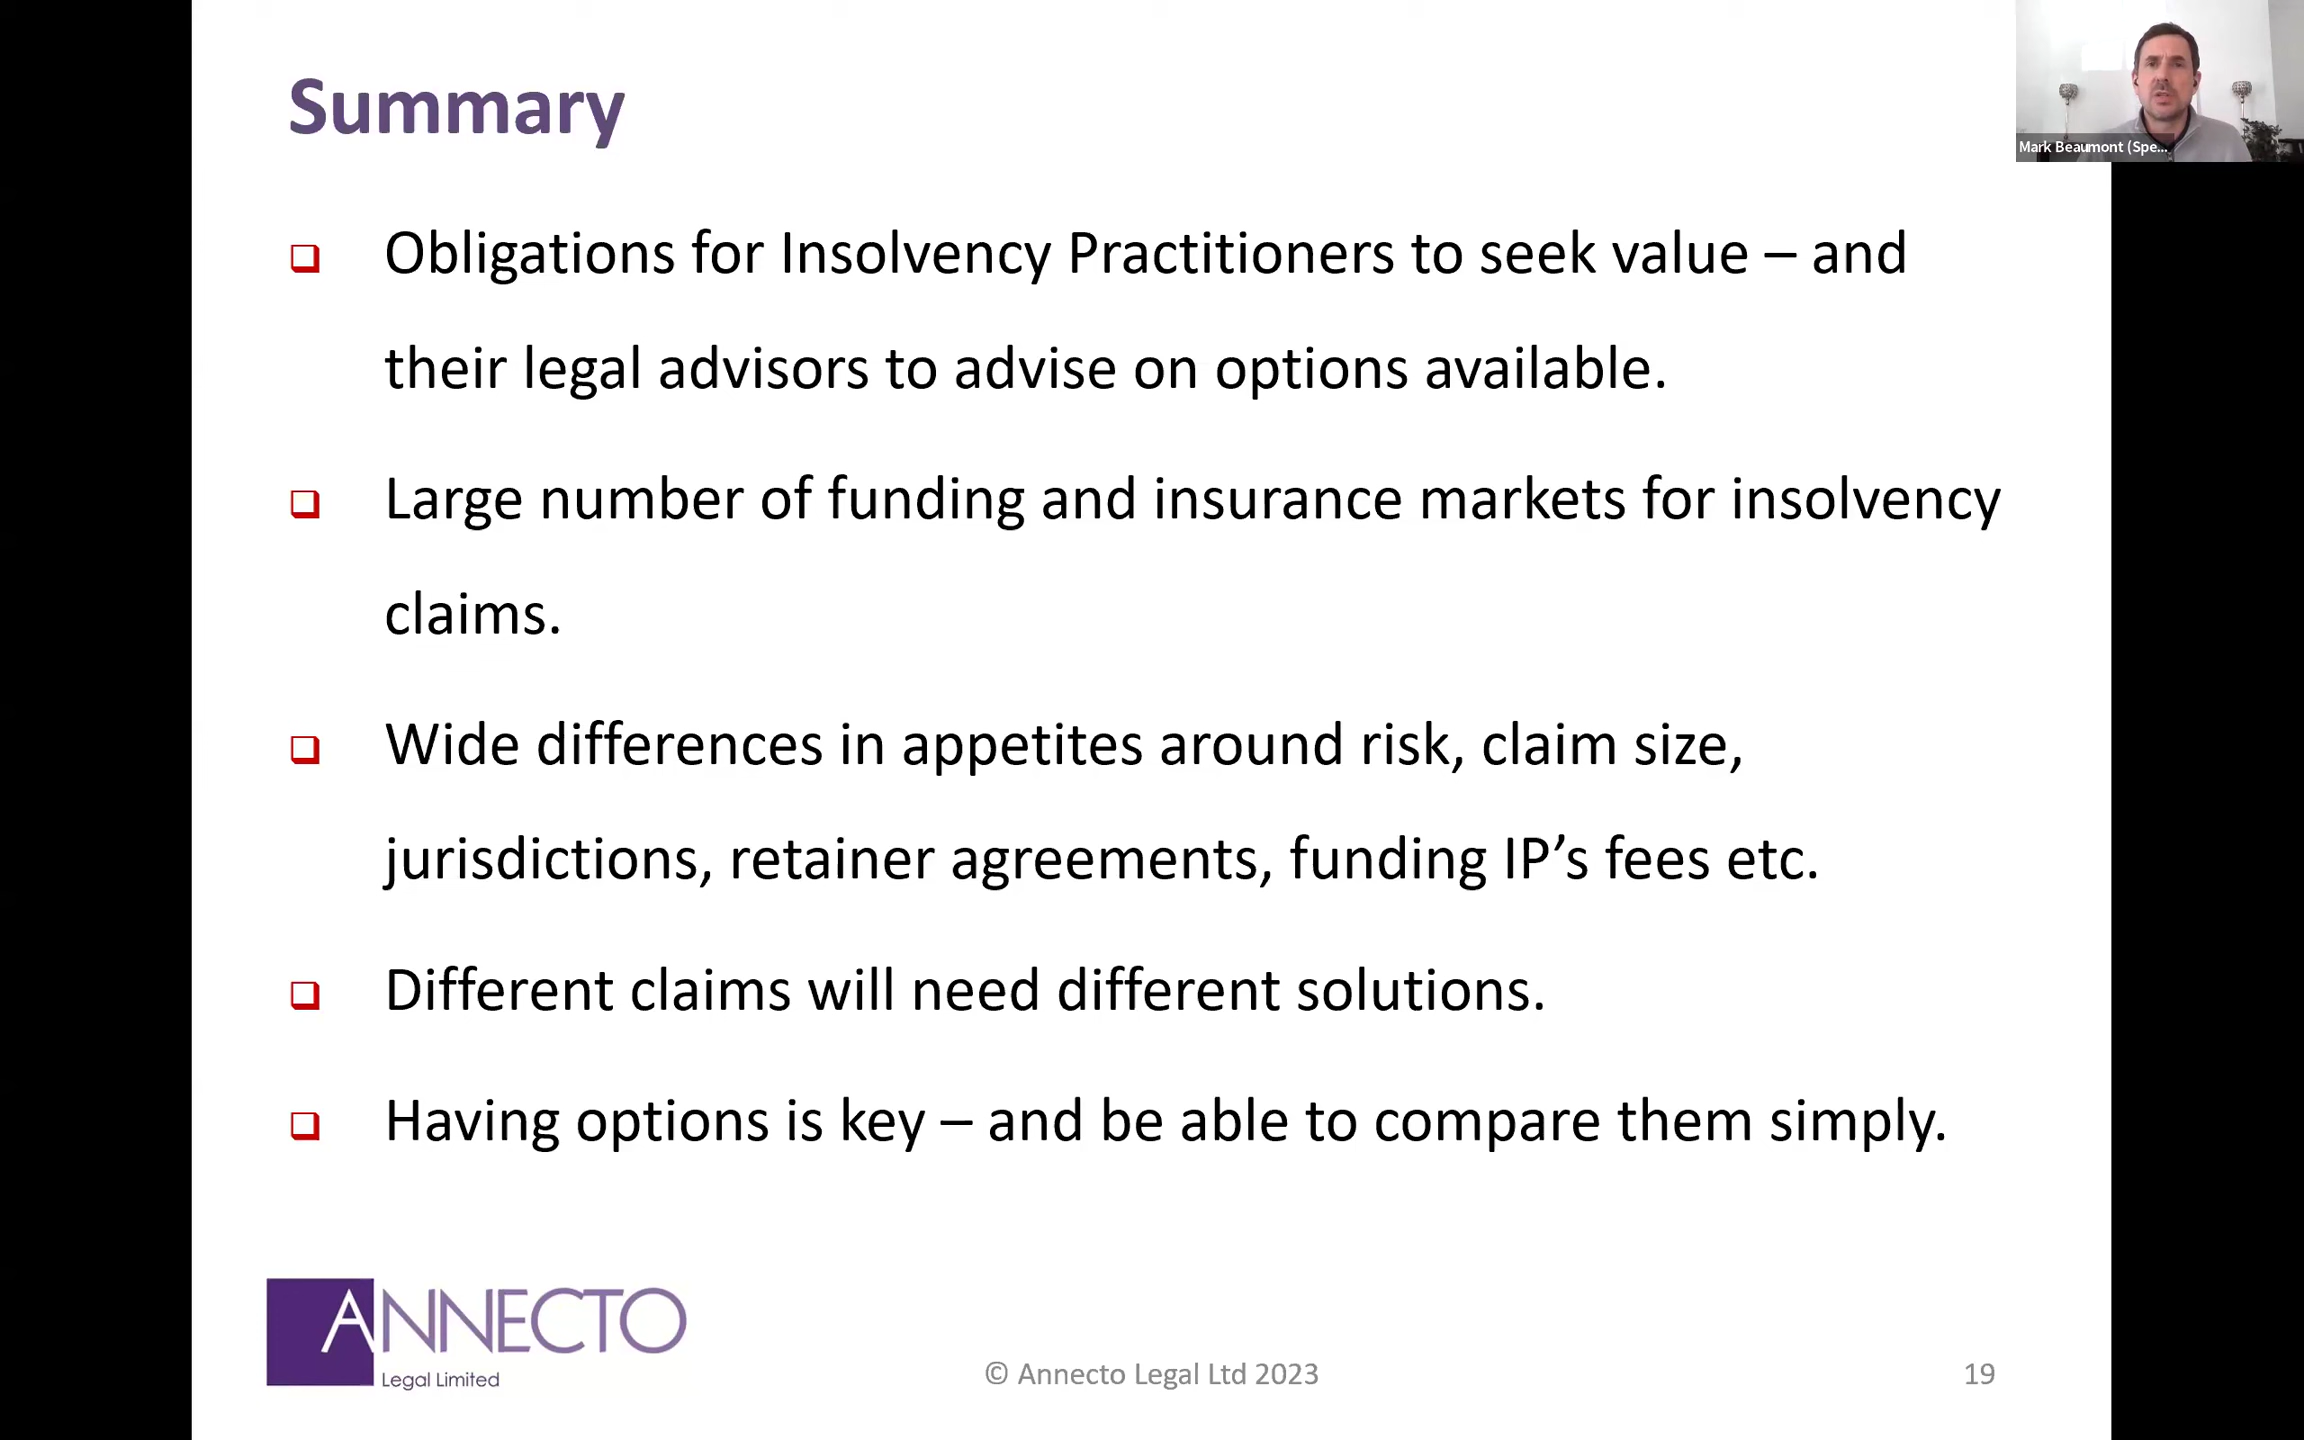 Summary
Mark Beaumont (Spe...
Obligations for Insolvency Practitioners to seek value – and
their legal advisors to advise on options available.
Large number of funding and insurance markets for insolvency
claims.
Wide differences in appetites around risk, claim size,
jurisdictions, retainer agreements, funding IP’s fees etc.
Different claims will need different solutions.
Having options is key – and be able to compare them simply.
ANNECTO
Legal Limited
© Annecto Legal Ltd 2023
19